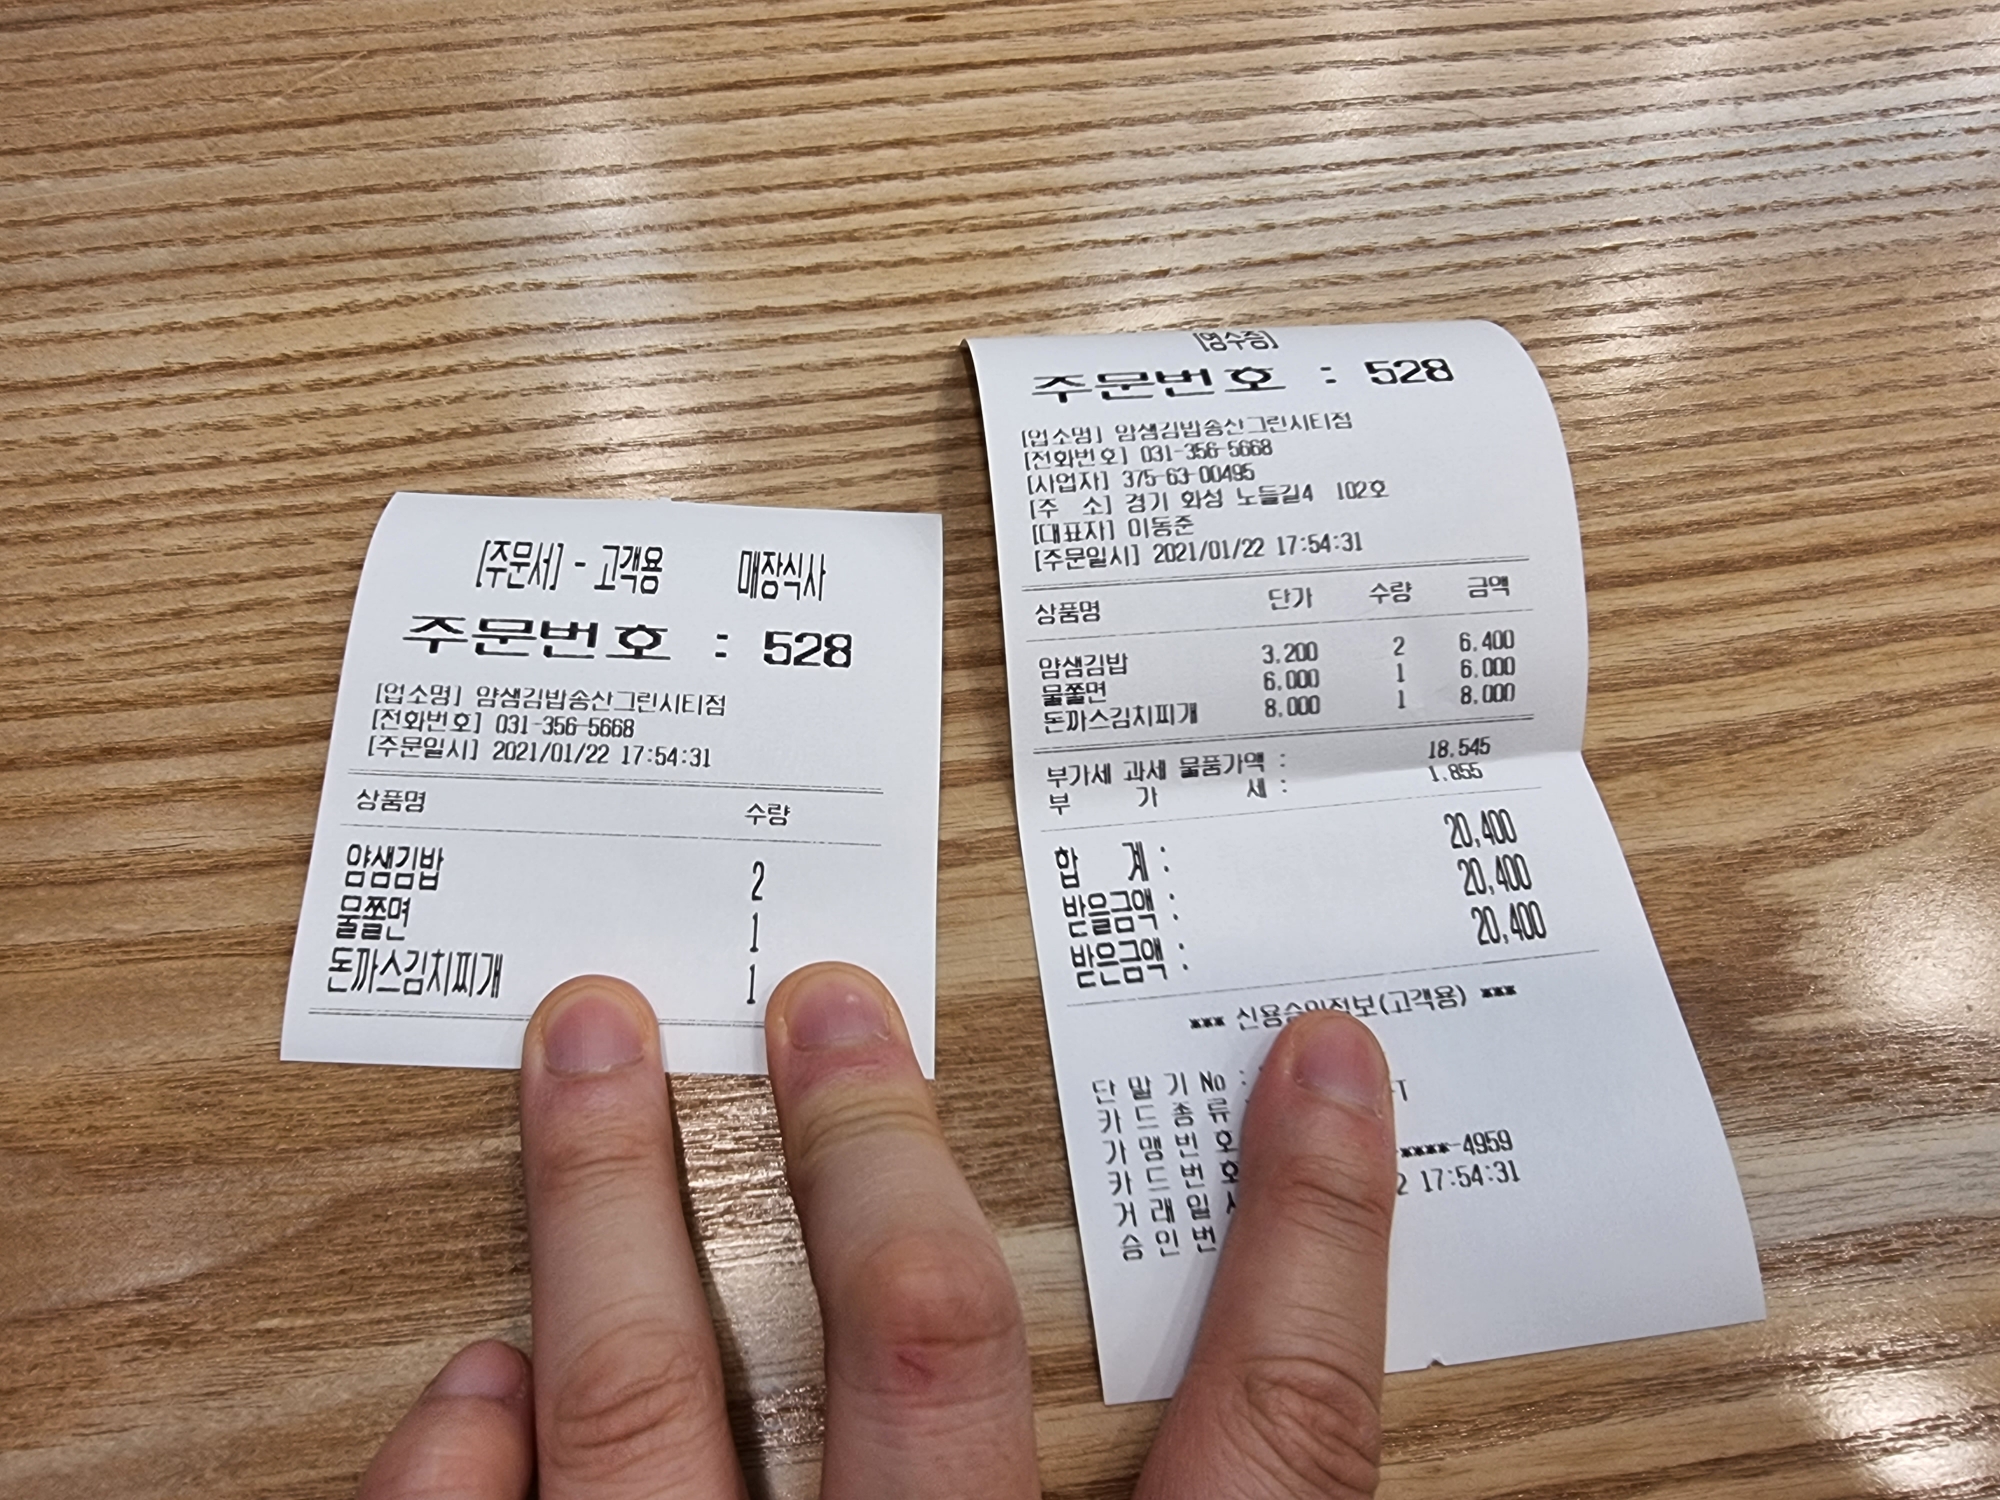 [주문서] - 고객용 매장식사
주문번호 : 528
[업소명] 얌샘김밥송산그린시티점
[전화번호] 031-356-5668
[주문일시] 2021/01/22 17:54:31
상품명 수량
얌샘김밥 2
물쫄면 1
돈까스김치찌개 1
[영수증]
주문번호 : 528
[업소명] 얌샘김밥송산그린시티점
[전화번호] 031-356-5668
[사업자] 375-63-00495
[주 소] 경기 화성 노들길4 102호
[대표자] 이동준
[주문일시] 2021/01/22 17:54:31
상품명 단가 수량 금액
얌샘김밥 3,200 2 6,400
물쫄면 6,000 1 6,000
돈까스김치찌개 8,000 1 8,000
부가세 과세 물품가액 : 18,545
부 가 세 : 1,855
합 계 : 20,400
받을금액 : 20,400
받은금액 : 20,400
*** 신용승인정보(고객용) ***
단 말 기 No :
카 드 종 류
가 맹 번 호
카 드 번 호 ****-4959
거 래 일 17:54:31
승 인 번